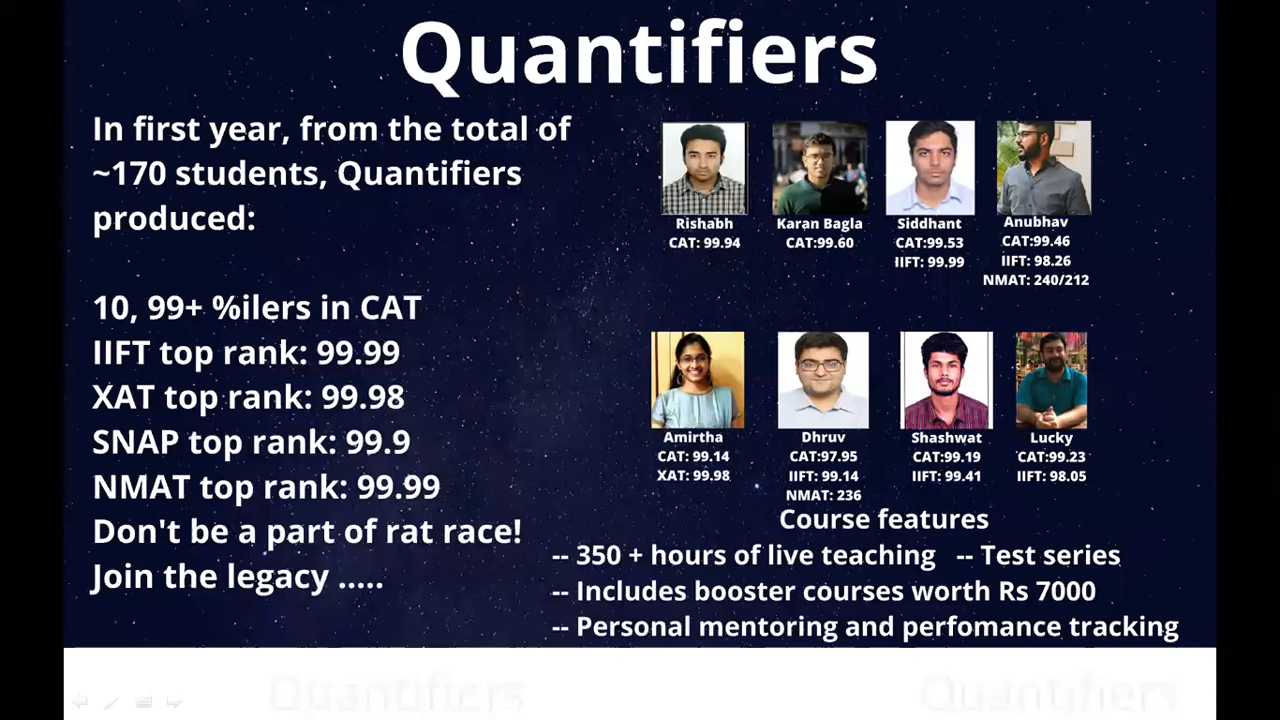 Quantifiers
In first year, from the total of
~170 students, Quantifiers
produced:
10, 99+ %ilers in CAT
IIFT top rank: 99.99
XAT top rank: 99.98
SNAP top rank: 99.9
NMAT top rank: 99.99
Don't be a part of rat race!
Join the legacy .....
Rishabh
CAT: 99.94
Karan Bagla
CAT:99.60
Siddhant
CAT:99.53
IIFT: 99.99
Anubhav
CAT:99.46
IIFT: 98.26
NMAT: 240/212
Amirtha
CAT: 99.14
XAT: 99.98
Dhruv
CAT:97.95
IIFT: 99.14
NMAT: 236
Shashwat
CAT:99.19
IIFT: 99.41
Lucky
CAT:99.23
IIFT: 98.05
Course features
-- 350 + hours of live teaching -- Test series
-- Includes booster courses worth Rs 7000
-- Personal mentoring and perfomance tracking
Quantifiers Quantifiers